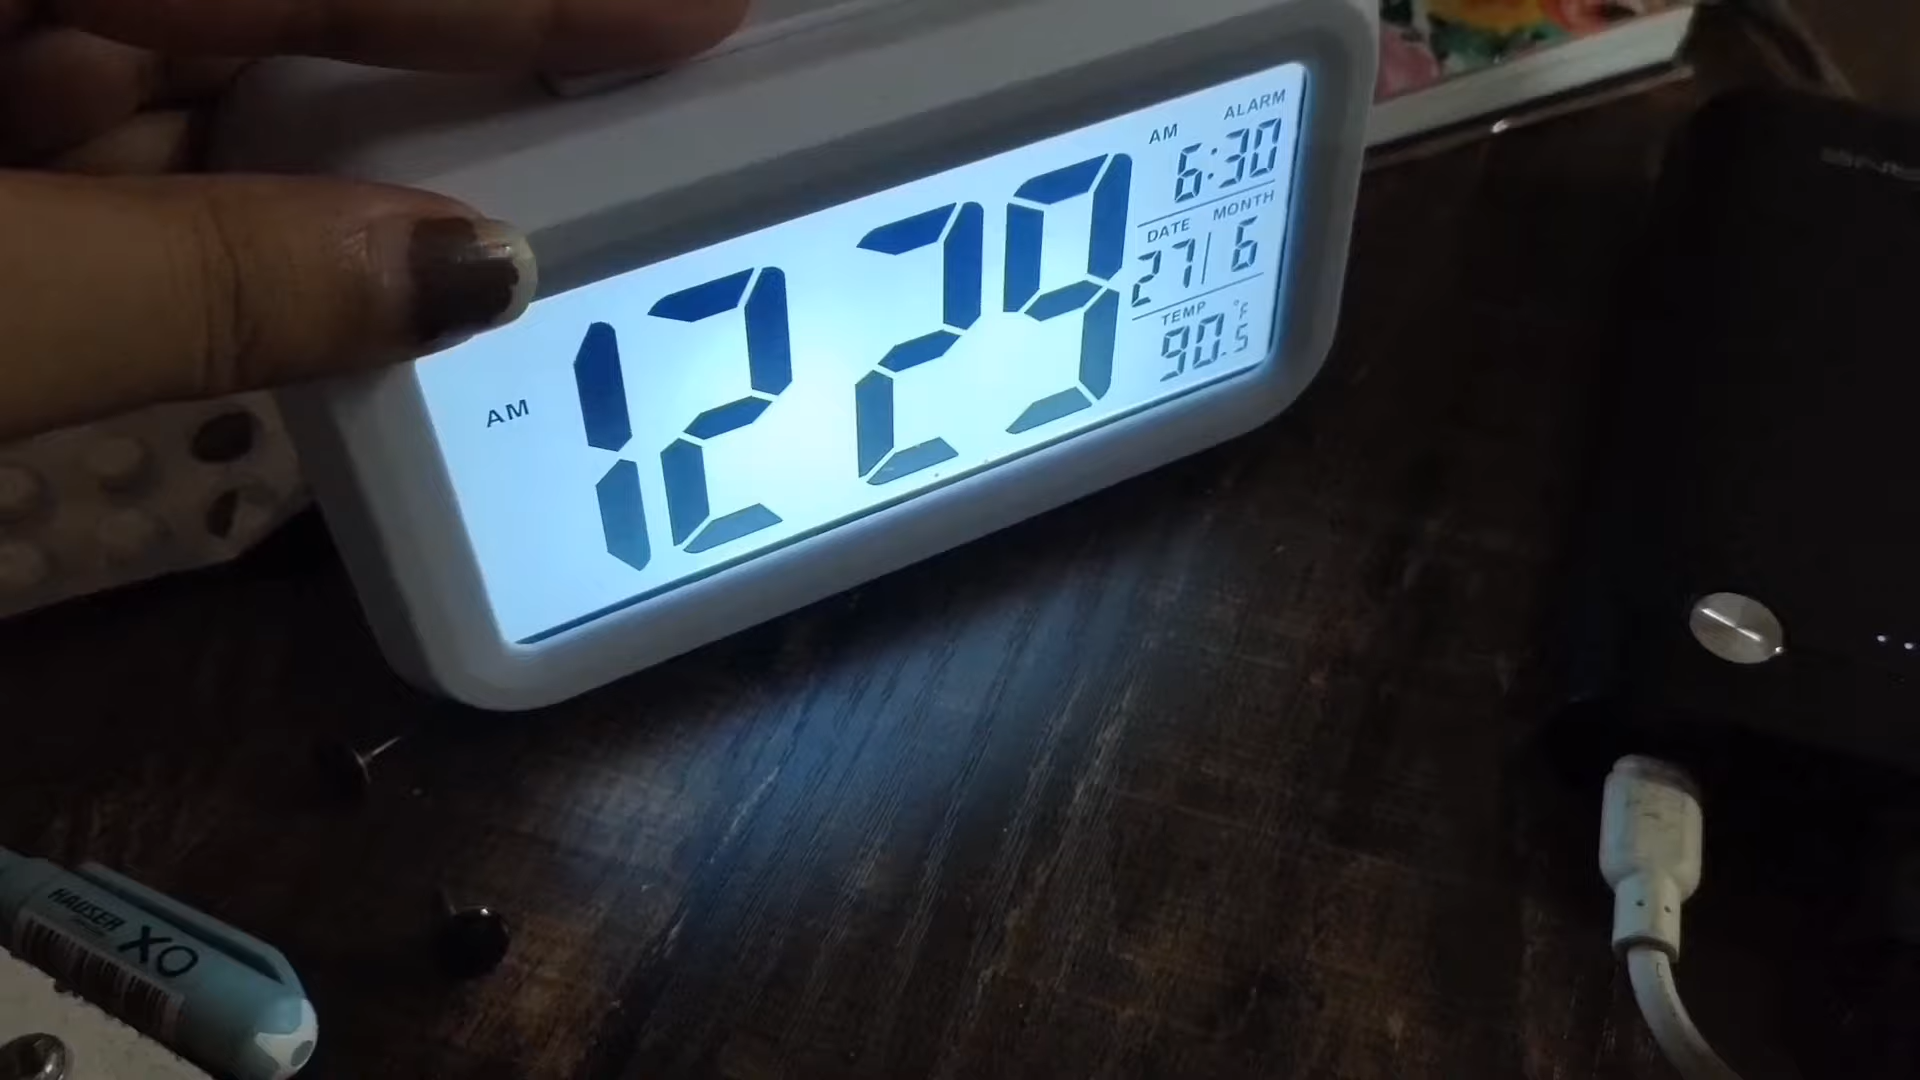 ALARM
AM 6:30
DATE MONTH
27/ 6
TEMP °F
90.5
AM 12 29
HAUSER
XO